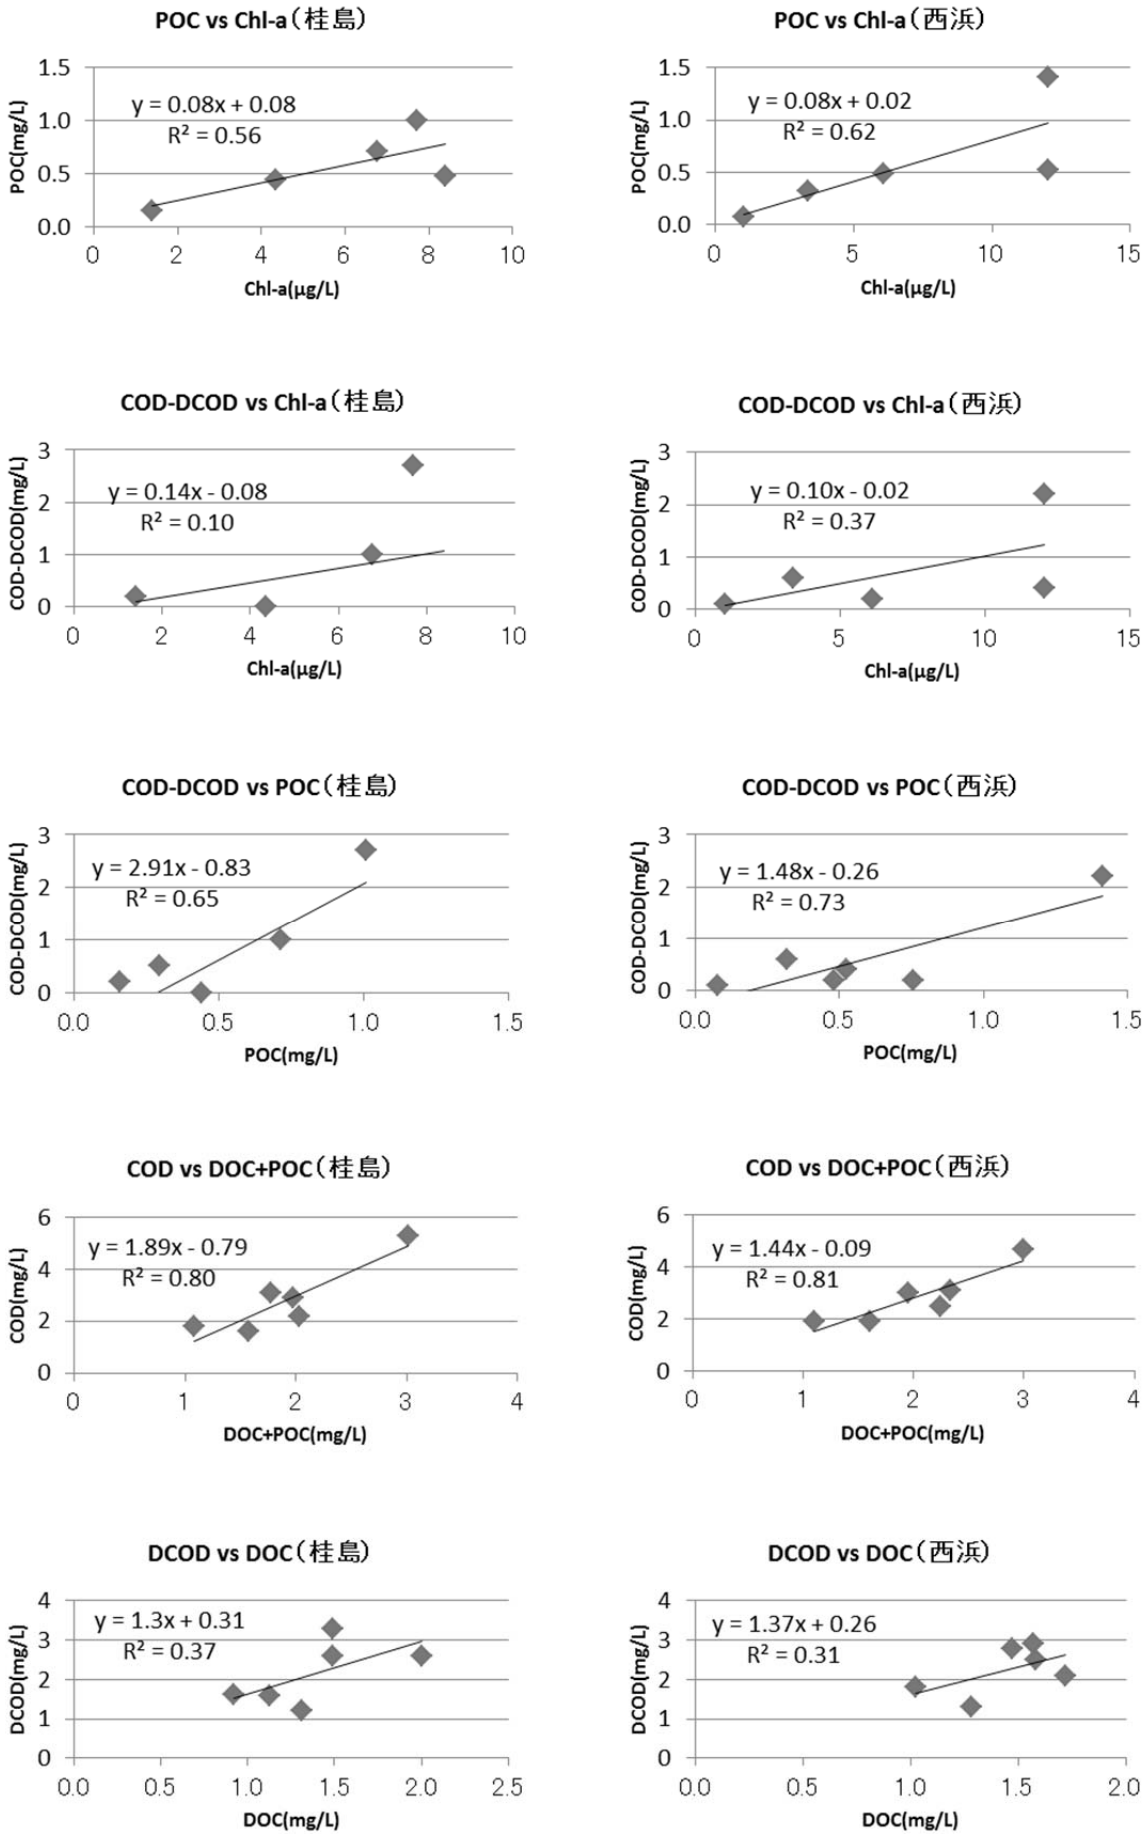 POC vs Chl-a（桂島）
1.5
1.0
0.5
0.0
POC(mg/L)
y = 0.08x + 0.08
R² = 0.56
0 2 4 6 8 10
Chl-a(μg/L)
POC vs Chl-a（西浜）
1.5
1.0
0.5
0.0
POC(mg/L)
y = 0.08x + 0.02
R² = 0.62
0 5 10 15
Chl-a(μg/L)
COD-DCOD vs Chl-a（桂島）
3
2
1
0
COD-DCOD(mg/L)
y = 0.14x - 0.08
R² = 0.10
0 2 4 6 8 10
Chl-a(μg/L)
COD-DCOD vs Chl-a（西浜）
3
2
1
0
COD-DCOD(mg/L)
y = 0.10x - 0.02
R² = 0.37
0 5 10 15
Chl-a(μg/L)
COD-DCOD vs POC（桂島）
3
2
1
0
COD-DCOD(mg/L)
y = 2.91x - 0.83
R² = 0.65
0.0 0.5 1.0 1.5
POC(mg/L)
COD-DCOD vs POC（西浜）
3
2
1
0
COD-DCOD(mg/L)
y = 1.48x - 0.26
R² = 0.73
0.0 0.5 1.0 1.5
POC(mg/L)
COD vs DOC+POC（桂島）
6
4
2
0
COD(mg/L)
y = 1.89x - 0.79
R² = 0.80
0 1 2 3 4
DOC+POC(mg/L)
COD vs DOC+POC（西浜）
6
4
2
0
COD(mg/L)
y = 1.44x - 0.09
R² = 0.81
0 1 2 3 4
DOC+POC(mg/L)
DCOD vs DOC（桂島）
4
3
2
1
0
DCOD(mg/L)
y = 1.3x + 0.31
R² = 0.37
0.0 0.5 1.0 1.5 2.0 2.5
DOC(mg/L)
DCOD vs DOC（西浜）
4
3
2
1
0
DCOD(mg/L)
y = 1.37x + 0.26
R² = 0.31
0.0 0.5 1.0 1.5 2.0
DOC(mg/L)